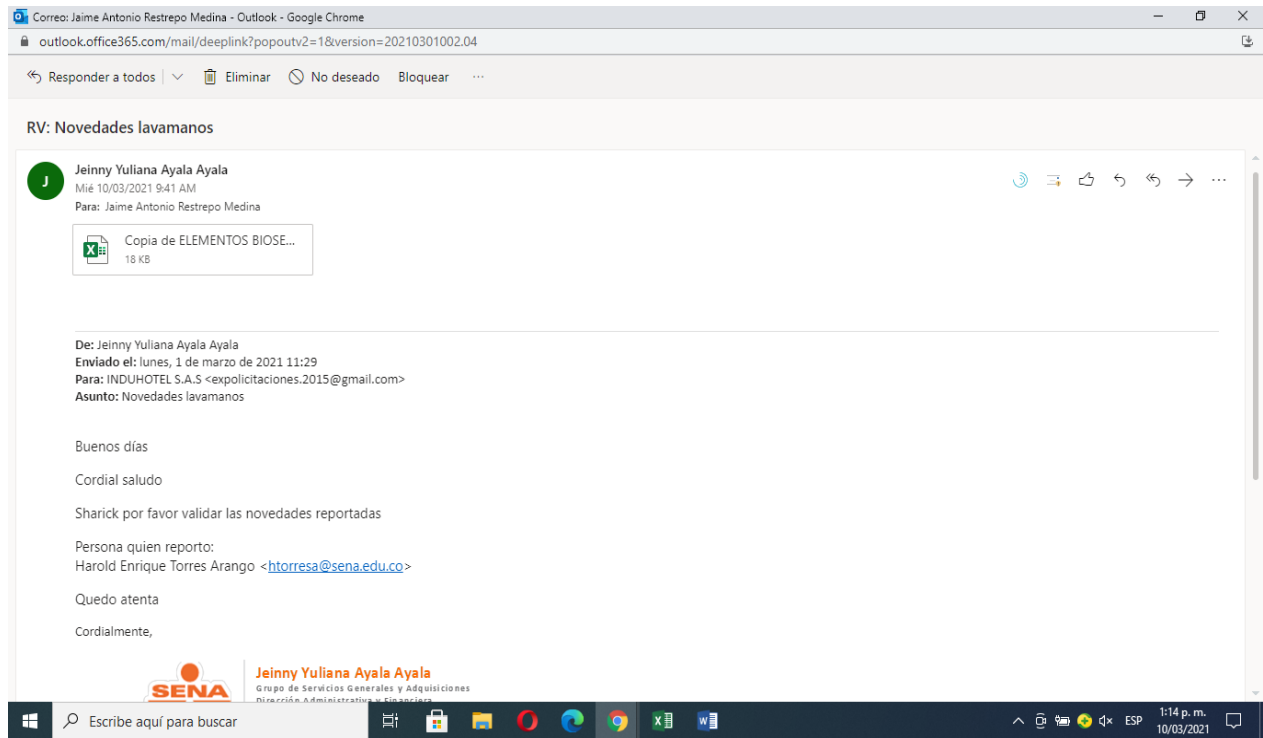 Correo: Jaime Antonio Restrepo Medina - Outlook - Google Chrome
outlook.office365.com/mail/deeplink?popoutv2=1&version=20210301002.04
Responder a todos Eliminar No deseado Bloquear ...
RV: Novedades lavamanos
J
Jeinny Yuliana Ayala Ayala
Mié 10/03/2021 9:41 AM
Para: Jaime Antonio Restrepo Medina
Copia de ELEMENTOS BIOSE...
18 KB
De: Jeinny Yuliana Ayala Ayala
Enviado el: lunes, 1 de marzo de 2021 11:29
Para: INDUHOTEL S.A.S <expolicitaciones.2015@gmail.com>
Asunto: Novedades lavamanos
Buenos días
Cordial saludo
Sharick por favor validar las novedades reportadas
Persona quien reporto:
Harold Enrique Torres Arango <htorresa@sena.edu.co>
Quedo atenta
Cordialmente,
SENA
Jeinny Yuliana Ayala Ayala
Grupo de Servicios Generales y Adquisiciones
Dirección Administrativa y Financiera
Escribe aquí para buscar
ESP
1:14 p. m.
10/03/2021